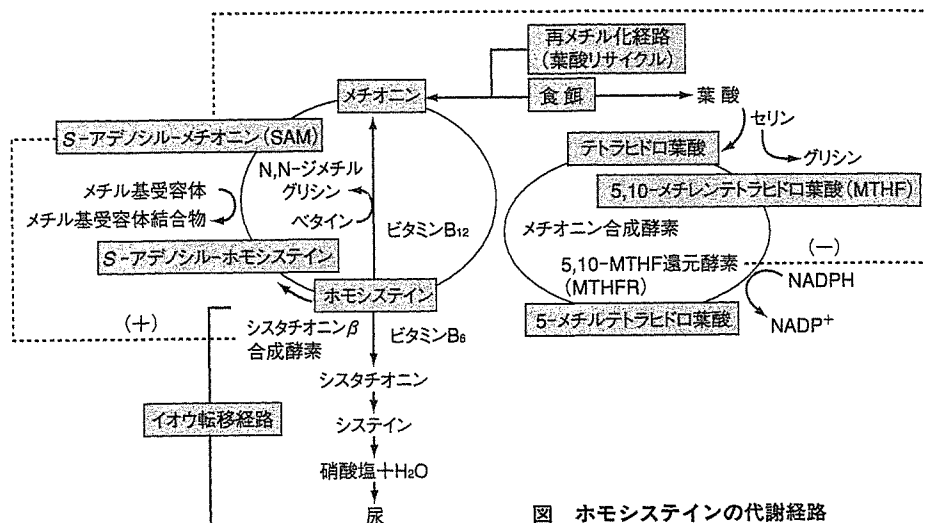 再メチル化経路
(葉酸リサイクル)
メチオニン
食餌
葉酸
セリン
グリシン
S-アデノシル-メチオニン(SAM)
テトラヒドロ葉酸
5,10-メチレンテトラヒドロ葉酸(MTHF)
N,N-ジメチル
グリシン
ベタイン
メチル基受容体
メチル基受容体結合物
ビタミンB12
メチオニン合成酵素
(-)
S-アデノシル-ホモシステイン
5,10-MTHF還元酵素
(MTHFR)
NADPH
NADP+
ホモシステイン
5-メチルテトラヒドロ葉酸
(+)
シスタチオニンβ
合成酵素
ビタミンB6
シスタチオニン
イオウ転移経路
システイン
硝酸塩+H2O
尿
図 ホモシステインの代謝経路